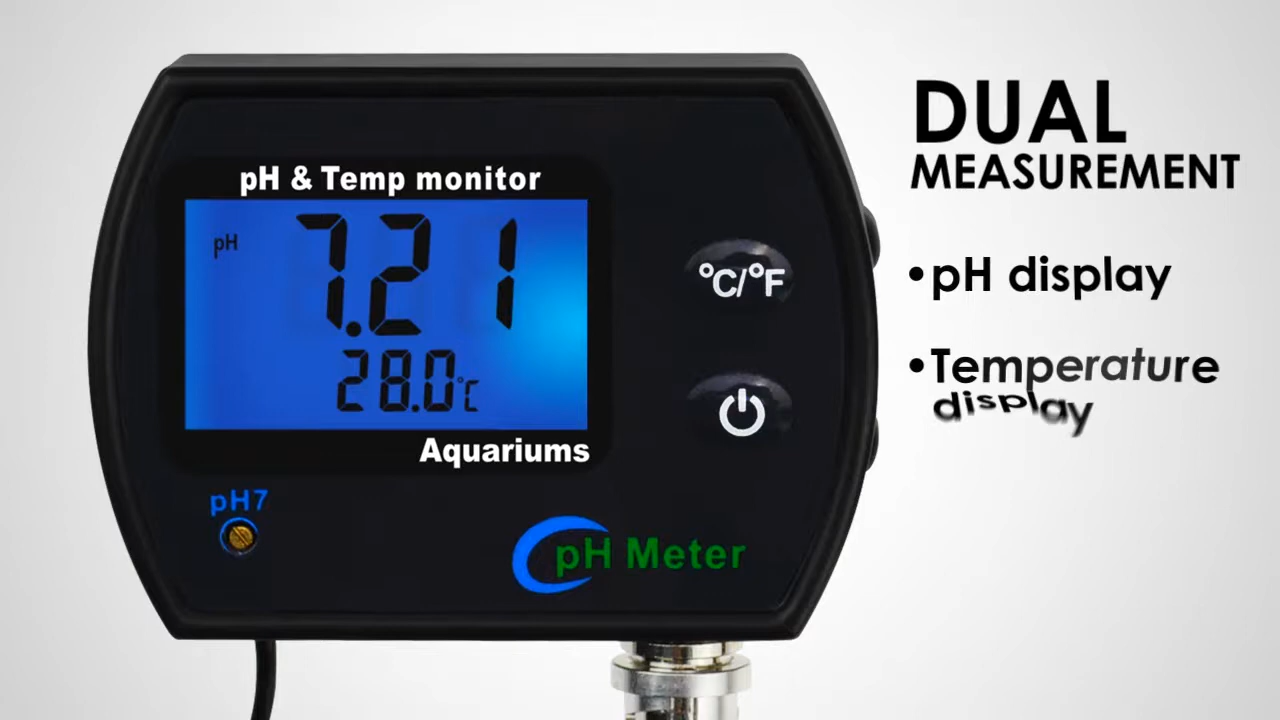 pH & Temp monitor
pH
7.21
28.0°C
Aquariums
°C/°F
pH7
pH Meter
DUAL
MEASUREMENT
•pH display
•Temperature
display